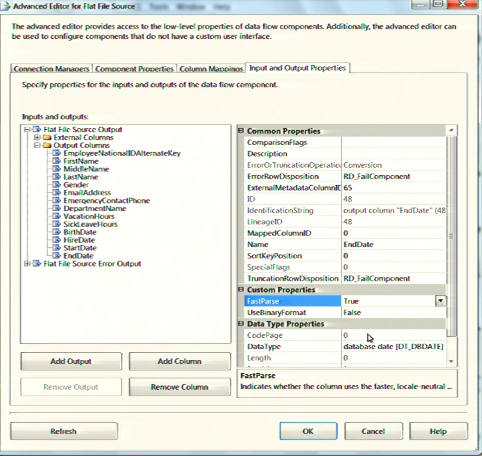 Advanced Editor for Flat File Source
The advanced editor provides access to the low-level properties of data flow components. Additionally, the advanced editor can
be used to configure components that do not have a custom user interface.
Connection Managers Component Properties Column Mappings Input and Output Properties
Specify properties for the inputs and outputs of the data flow component.
Inputs and outputs:
Flat File Source Output
External Columns
Output Columns
EmployeeNationalIDAlternateKey
FirstName
MiddleName
LastName
Gender
EmailAddress
EmergencyContactPhone
DepartmentName
VacationHours
SickLeaveHours
BirthDate
HireDate
StartDate
EndDate
Flat File Source Error Output
Common Properties
ComparisonFlags
Description
ErrorOrTruncationOperation Conversion
ErrorRowDisposition RD_FailComponent
ExternalMetadataColumnID 65
ID 48
IdentificationString output column "EndDate" (48
LineageID 48
MappedColumnID 0
Name EndDate
SortKeyPosition 0
SpecialFlags 0
TruncationRowDisposition RD_FailComponent
Custom Properties
FastParse True
UseBinaryFormat False
Data Type Properties
CodePage 0
DataType database date [DT_DBDATE]
Length 0
FastParse
Indicates whether the column uses the faster, locale-neutral ...
Add Output Add Column
Remove Output Remove Column
Refresh OK Cancel Help